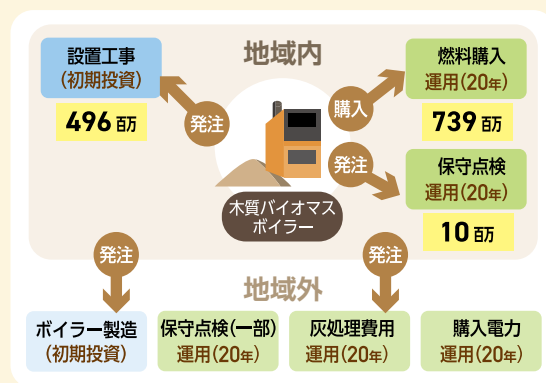 地域内
設置工事
(初期投資)
496百万
発注
購入
燃料購入
運用(20年)
739百万
発注
保守点検
運用(20年)
10百万
木質バイオマス
ボイラー
発注
発注
地域外
ボイラー製造
(初期投資)
保守点検(一部)
運用(20年)
灰処理費用
運用(20年)
購入電力
運用(20年)